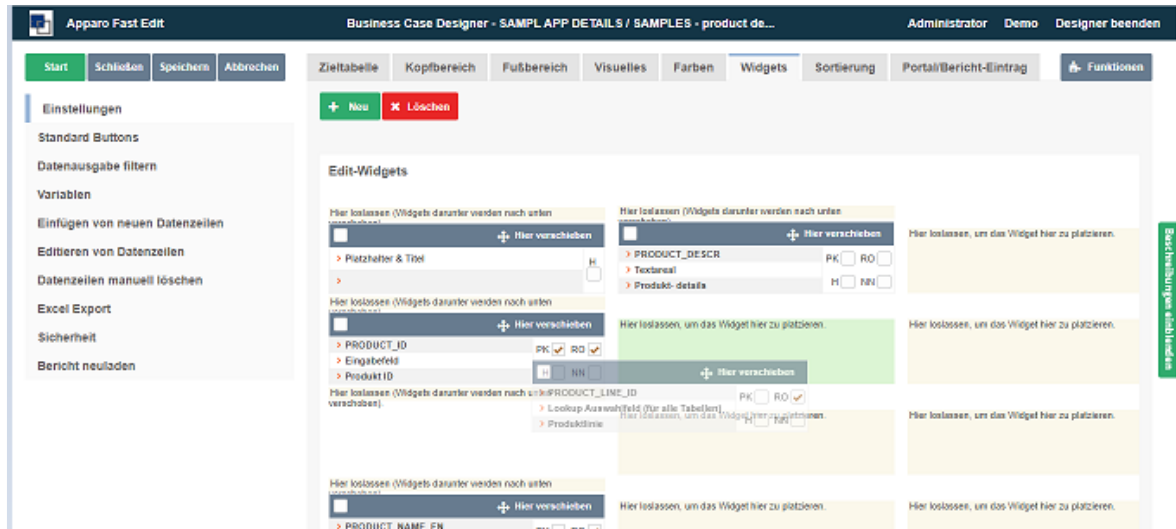 Apparo Fast Edit
Business Case Designer - SAMPL APP DETAILS / SAMPLES - product de...
Administrator Demo Designer beenden
Start Schließen Speichern Abbrechen
Zieltabelle Kopfbereich Fußbereich Visuelles Farben Widgets Sortierung Portal/Bericht-Eintrag Funktionen
Einstellungen
Standard Buttons
Datenausgabe filtern
Variablen
Einfügen von neuen Datenzeilen
Editieren von Datenzeilen
Datenzeilen manuell löschen
Excel Export
Sicherheit
Bericht neuladen
Neu Löschen
Edit-Widgets
Hier loslassen (Widgets darunter werden nach unten verschoben)
Hier verschieben
Platzhalter & Titel
H
Hier loslassen (Widgets darunter werden nach unten verschoben)
Hier verschieben
PRODUCT_DESCR
PK RO
Textareal
Produkt- details
H NN
Hier loslassen, um das Widget hier zu platzieren.
Hier loslassen (Widgets darunter werden nach unten verschoben)
Hier verschieben
PRODUCT_ID
PK RO
Eingabefeld
Produkt ID
Hier loslassen, um das Widget hier zu platzieren.
Hier loslassen, um das Widget hier zu platzieren.
H NN
Hier verschieben
PRODUCT_LINE_ID
PK RO
Lookup Auswahlfeld (für alle Tabellen)
Produktlinie
H NN
Hier loslassen (Widgets darunter werden nach unten
verschoben).
Hier loslassen, um das Widget hier zu platzieren.
Hier loslassen, um das Widget hier zu platzieren.
Hier loslassen (Widgets darunter werden nach unten
Hier verschieben
PRODUCT_NAME_EN
Hier loslassen, um das Widget hier zu platzieren.
Hier loslassen, um das Widget hier zu platzieren.
Beschreibungen einblenden